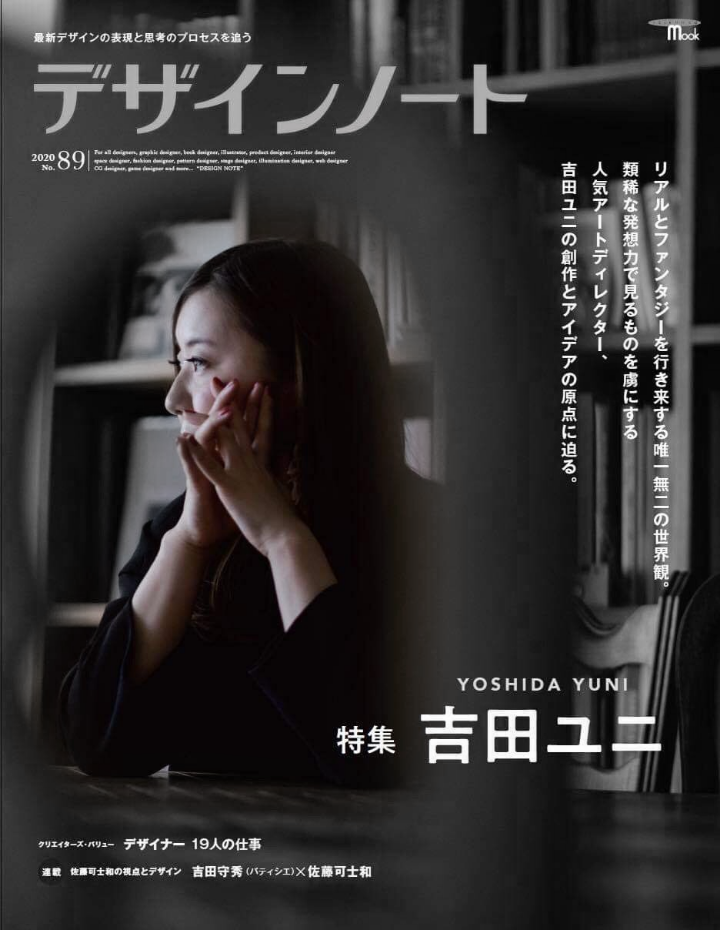 最新デザインの表現と思考のプロセスを追う
Mook
デザインノート
2020
No. 89
For all designers, graphic designer, book designer, illustrator, product designer, interior designer
space designer, fashion designer, pattern designer, stage designer, illumination designer, web designer
CG designer, game designer and more... "DESIGN NOTE"
リアルとファンタジーを行き来する唯一無二の世界観。
類稀な発想力で見るものを虜にする
人気アートディレクター、
吉田ユニの創作とアイデアの原点に迫る。
YOSHIDA YUNI
特集 吉田ユニ
クリエイターズ・バリュー デザイナー 19人の仕事
連載 佐藤可士和の視点とデザイン 吉田守秀(パティシエ)×佐藤可士和